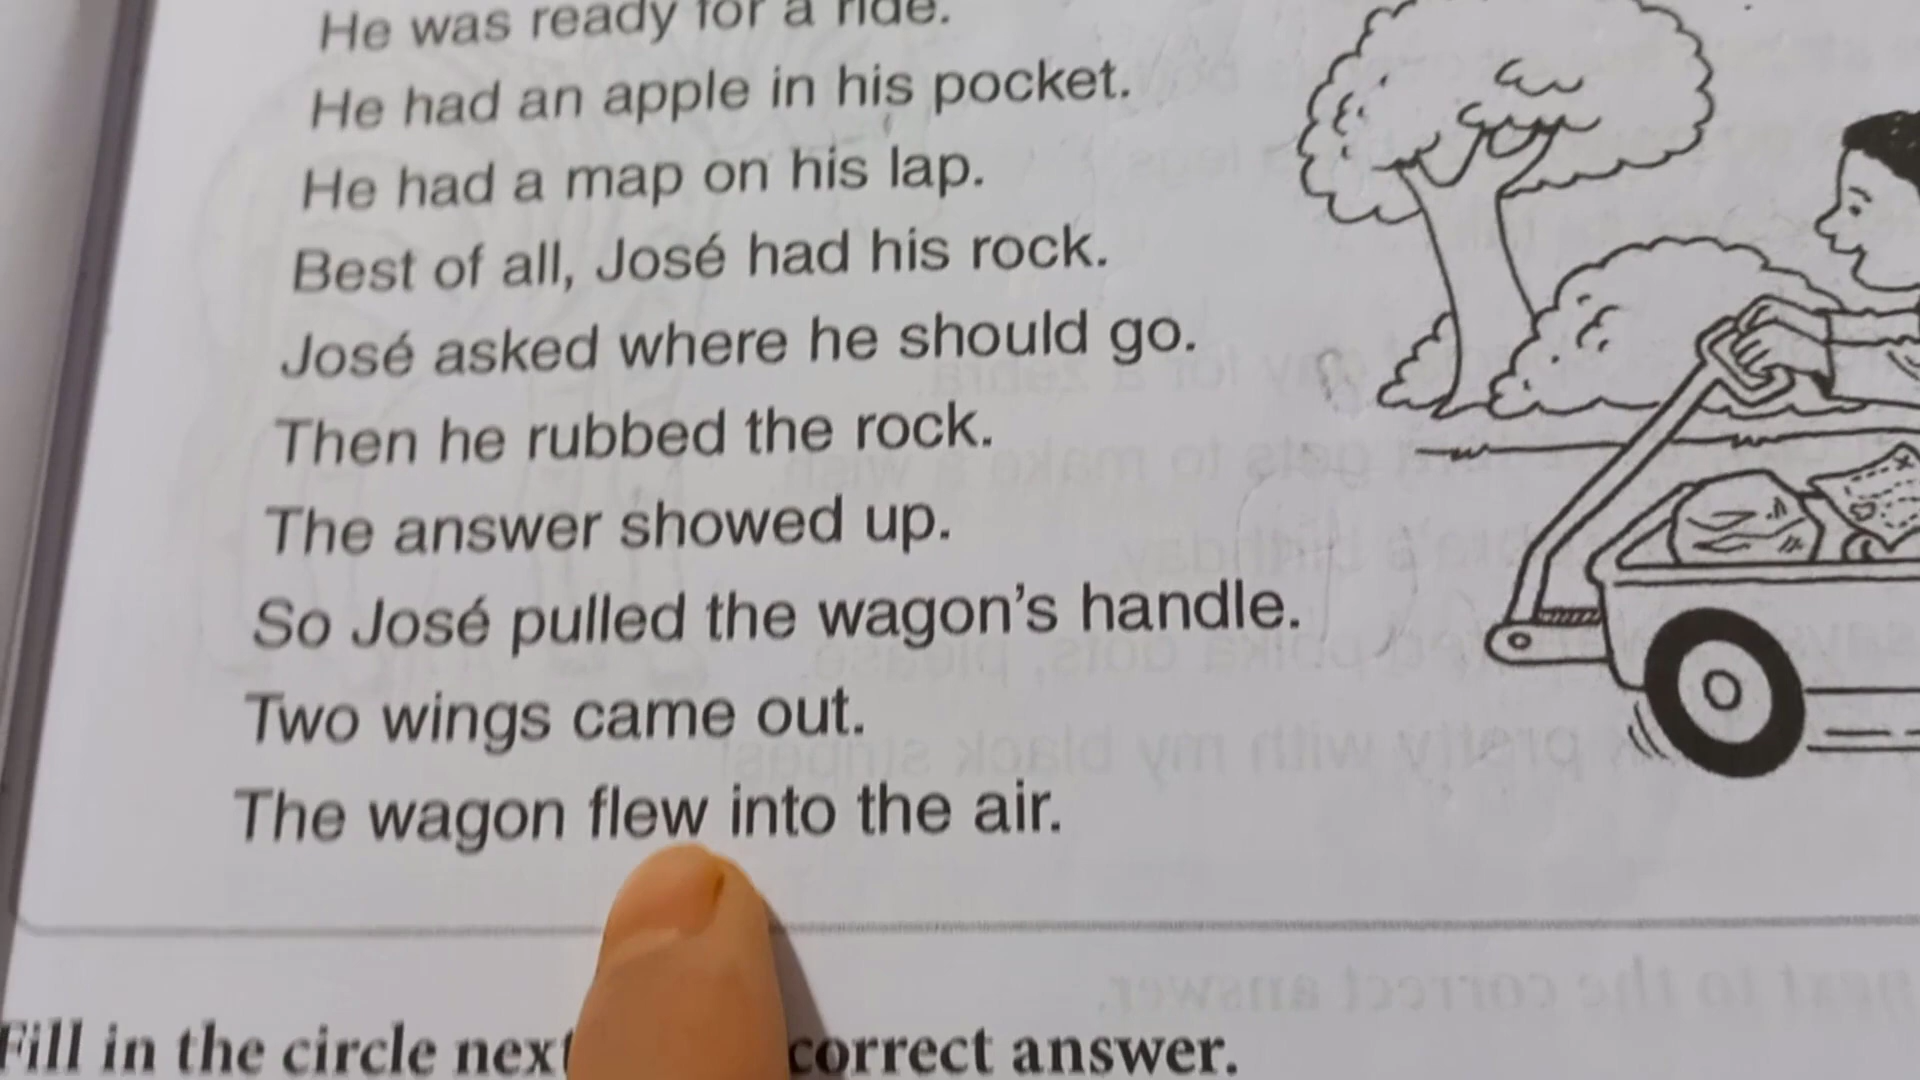 He was ready for a ride.
He had an apple in his pocket.
He had a map on his lap.
Best of all, José had his rock.
José asked where he should go.
Then he rubbed the rock.
The answer showed up.
So José pulled the wagon's handle.
Two wings came out.
The wagon flew into the air.
Fill in the circle next correct answer.